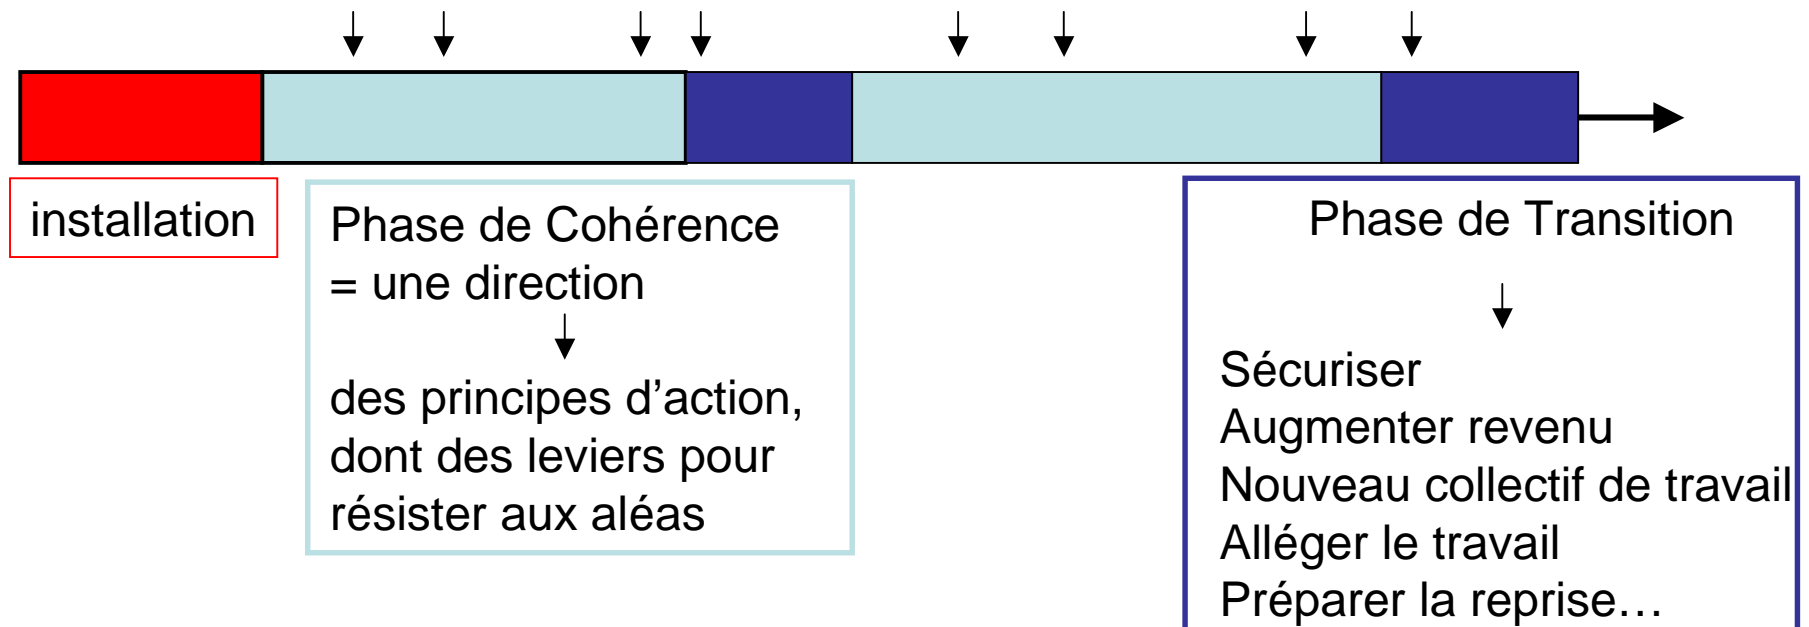 installation
Phase de Cohérence
= une direction
des principes d’action,
dont des leviers pour
résister aux aléas
Phase de Transition
Sécuriser
Augmenter revenu
Nouveau collectif de travail
Alléger le travail
Préparer la reprise…